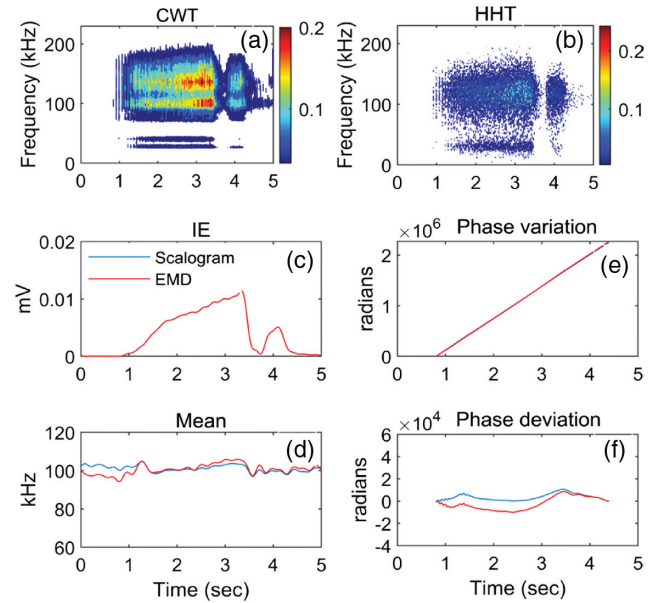 CWT
HHT
(a)
(b)
Frequency (kHz)
200
100
0
0 1 2 3 4 5
0.2
0.1
Frequency (kHz)
200
100
0
0 1 2 3 4 5
0.2
0.1
IE
Phase variation
(c)
(e)
mV
0.02
0.01
0
0 1 2 3 4 5
Scalogram
EMD
×10⁶
radians
2
1
0
0 1 2 3 4 5
Mean
Phase deviation
(d)
(f)
kHz
120
100
80
60
0 1 2 3 4 5
Time (sec)
×10⁴
radians
6
4
2
0
-2
-4
0 1 2 3 4 5
Time (sec)